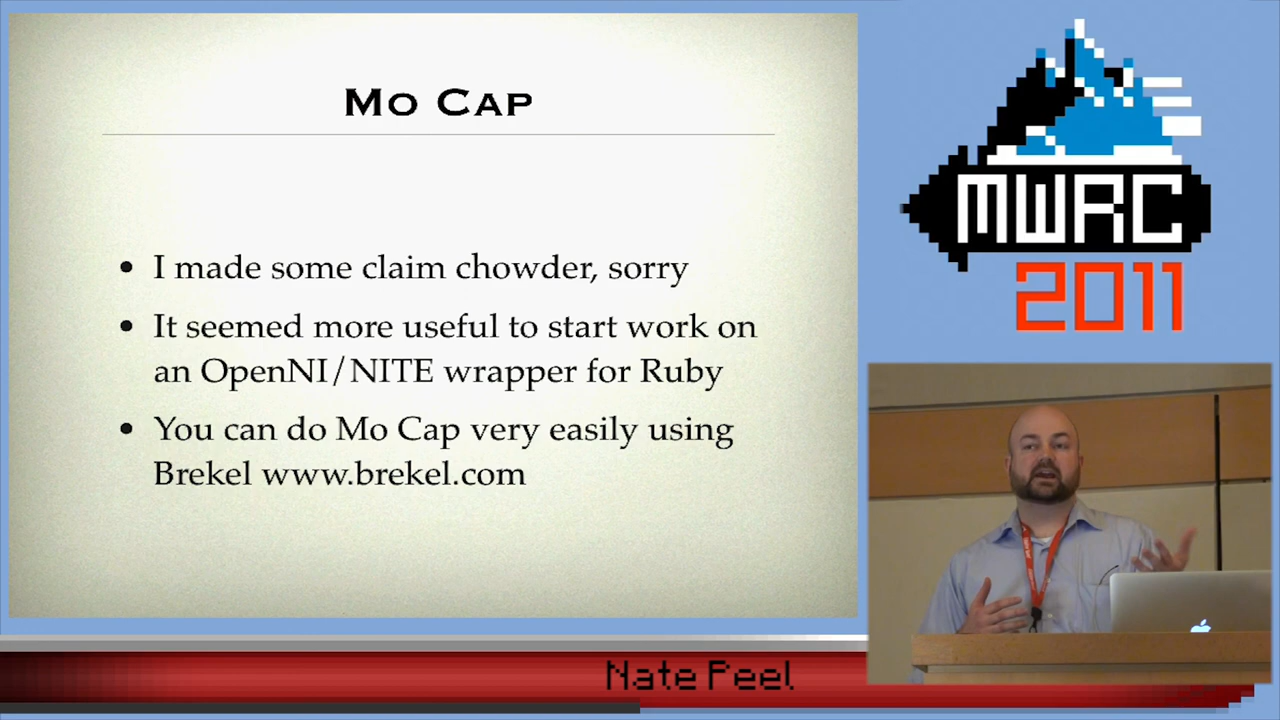 Mo Cap
• I made some claim chowder, sorry
• It seemed more useful to start work on
an OpenNI/NITE wrapper for Ruby
• You can do Mo Cap very easily using
Brekel www.brekel.com
MWRC
2011
Nate Peel